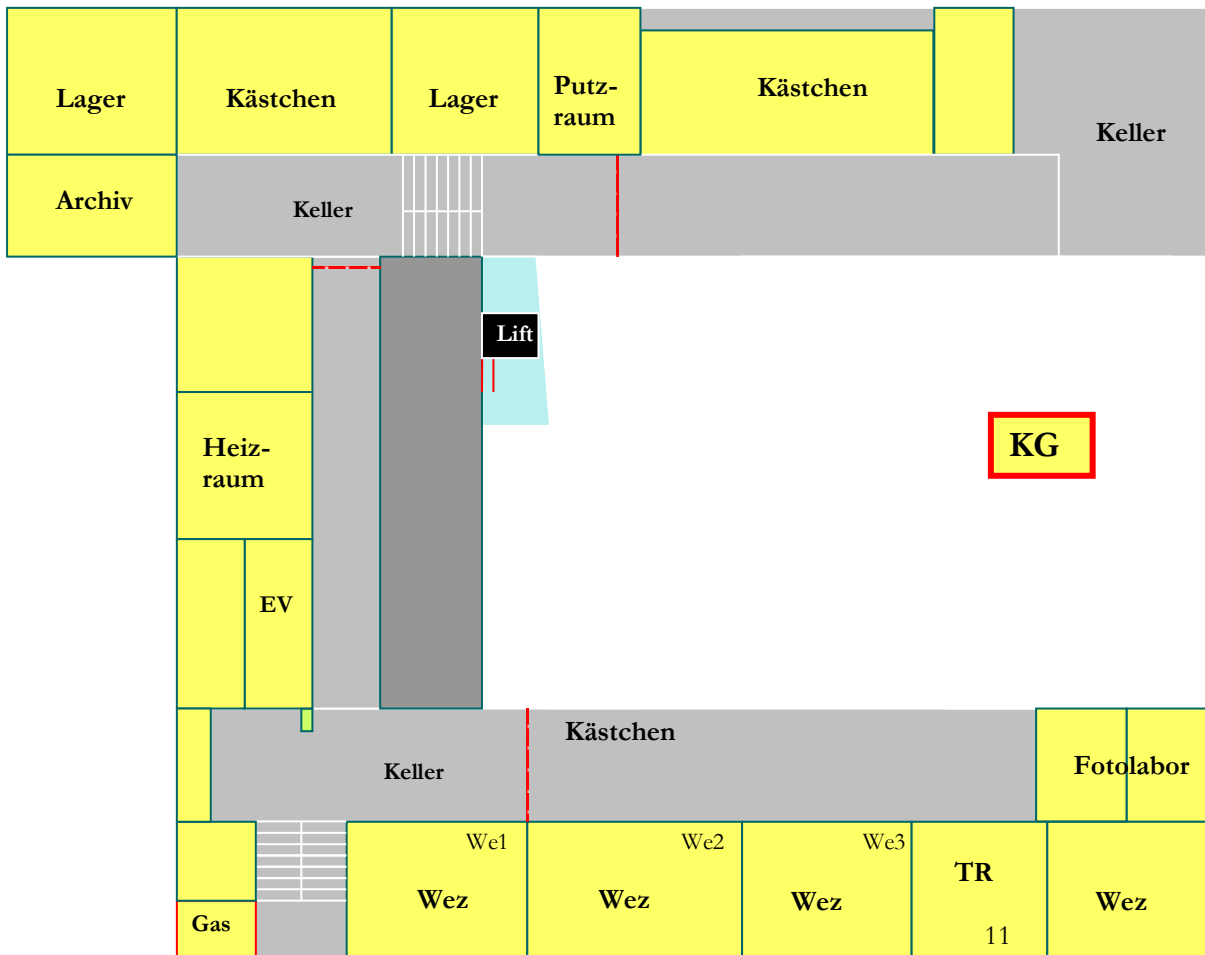 Lager
Kästchen
Lager
Putz-
raum
Kästchen
Keller
Archiv
Keller
Lift
Heiz-
raum
KG
EV
Kästchen
Keller
Fotolabor
We1
We2
We3
Gas
Wez
Wez
Wez
TR
11
Wez